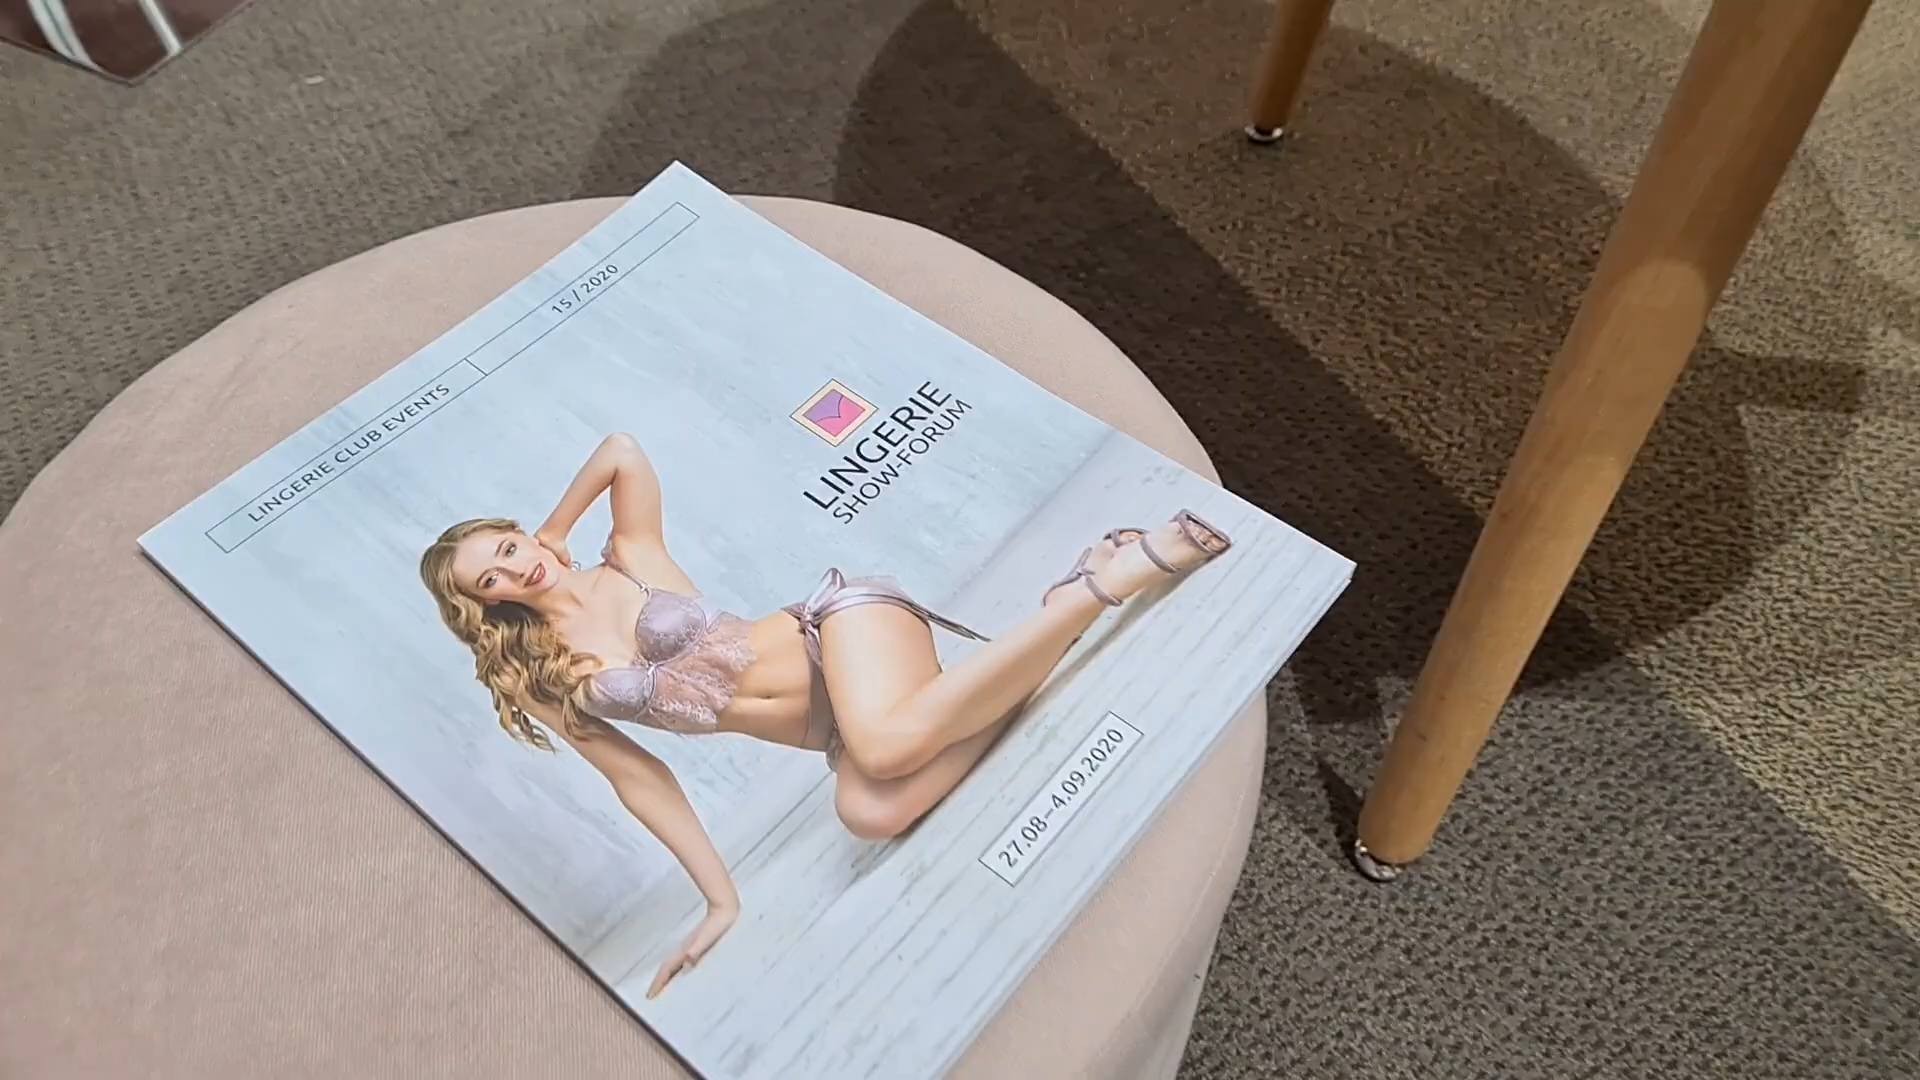 LINGERIE CLUB EVENTS
15 / 2020
LINGERIE
SHOW-FORUM
27.08–4.09.2020